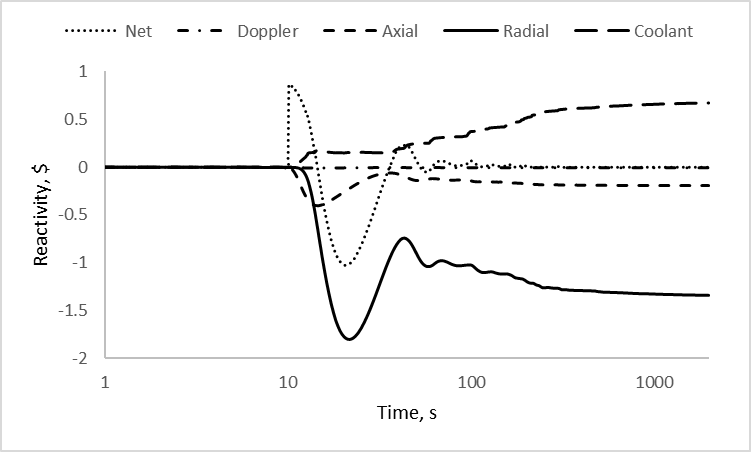 Net Doppler Axial Radial Coolant
1
0.5
0
-0.5
-1
-1.5
-2
Reactivity, $
1 10 100 1000
Time, s